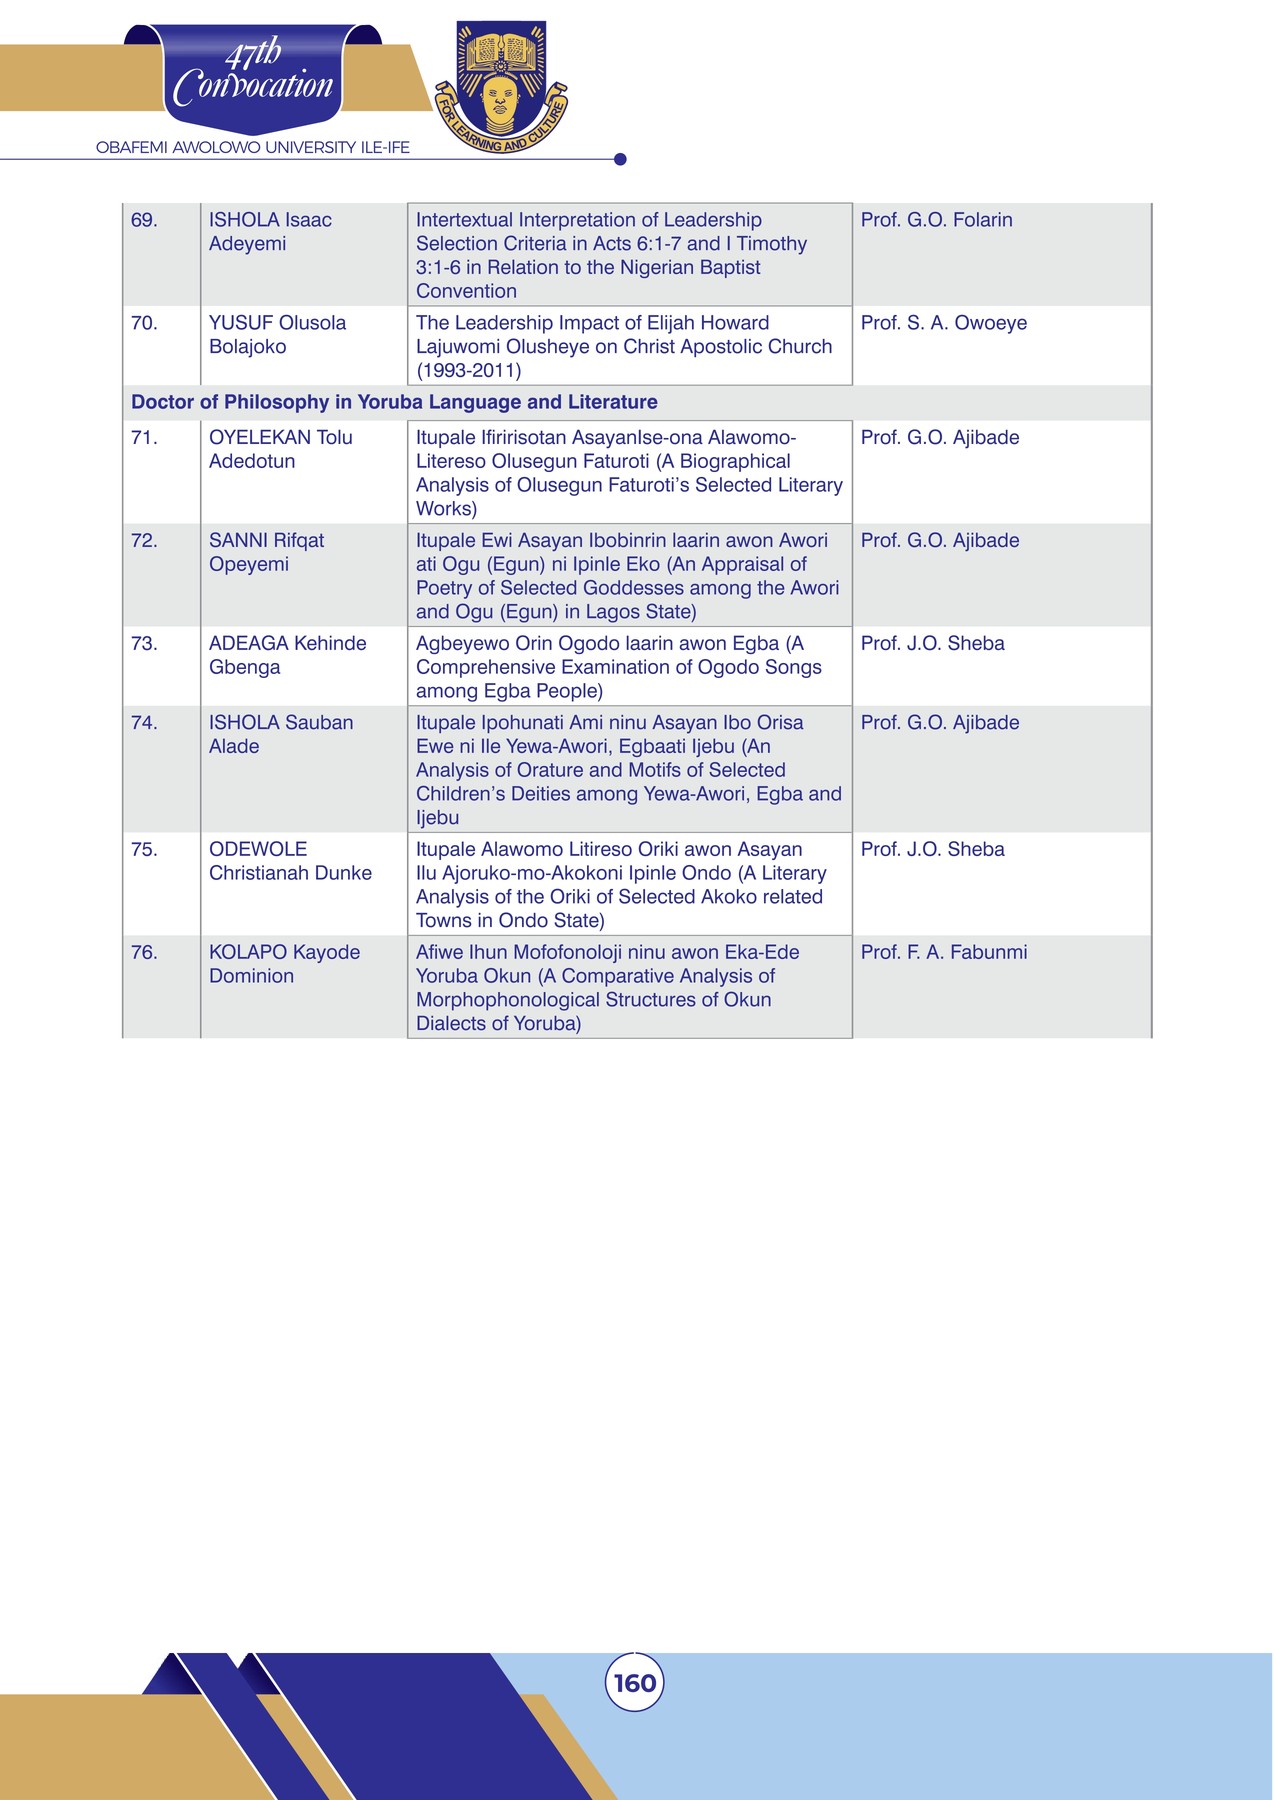 47th
Convocation
FOR LEARNING AND CULTURE
OBAFEMI AWOLOWO UNIVERSITY ILE-IFE
69. ISHOLA Isaac Adeyemi
Intertextual Interpretation of Leadership
Selection Criteria in Acts 6:1-7 and I Timothy
3:1-6 in Relation to the Nigerian Baptist
Convention
Prof. G.O. Folarin
70. YUSUF Olusola
Bolajoko
The Leadership Impact of Elijah Howard
Lajuwomi Olusheye on Christ Apostolic Church
(1993-2011)
Prof. S. A. Owoeye
Doctor of Philosophy in Yoruba Language and Literature
71. OYELEKAN Tolu
Adedotun
Itupale Ifiririsotan AsayanIse-ona Alawomo-
Litereso Olusegun Faturoti (A Biographical
Analysis of Olusegun Faturoti's Selected Literary
Works)
Prof. G.O. Ajibade
72. SANNI Rifqat
Opeyemi
Itupale Ewi Asayan Ibobinrin laarin awon Awori
ati Ogu (Egun) ni Ipinle Eko (An Appraisal of
Poetry of Selected Goddesses among the Awori
and Ogu (Egun) in Lagos State)
Prof. G.O. Ajibade
73. ADEAGA Kehinde
Gbenga
Agbeyewo Orin Ogodo laarin awon Egba (A
Comprehensive Examination of Ogodo Songs
among Egba People)
Prof. J.O. Sheba
74. ISHOLA Sauban
Alade
Itupale Ipohunati Ami ninu Asayan Ibo Orisa
Ewe ni Ile Yewa-Awori, Egbaati Ijebu (An
Analysis of Orature and Motifs of Selected
Children's Deities among Yewa-Awori, Egba and
Ijebu
Prof. G.O. Ajibade
75. ODEWOLE
Christianah Dunke
Itupale Alawomo Litireso Oriki awon Asayan
Ilu Ajoruko-mo-Akokoni Ipinle Ondo (A Literary
Analysis of the Oriki of Selected Akoko related
Towns in Ondo State)
Prof. J.O. Sheba
76. KOLAPO Kayode
Dominion
Afiwe Ihun Mofofonoloji ninu awon Eka-Ede
Yoruba Okun (A Comparative Analysis of
Morphophonological Structures of Okun
Dialects of Yoruba)
Prof. F. A. Fabunmi
160